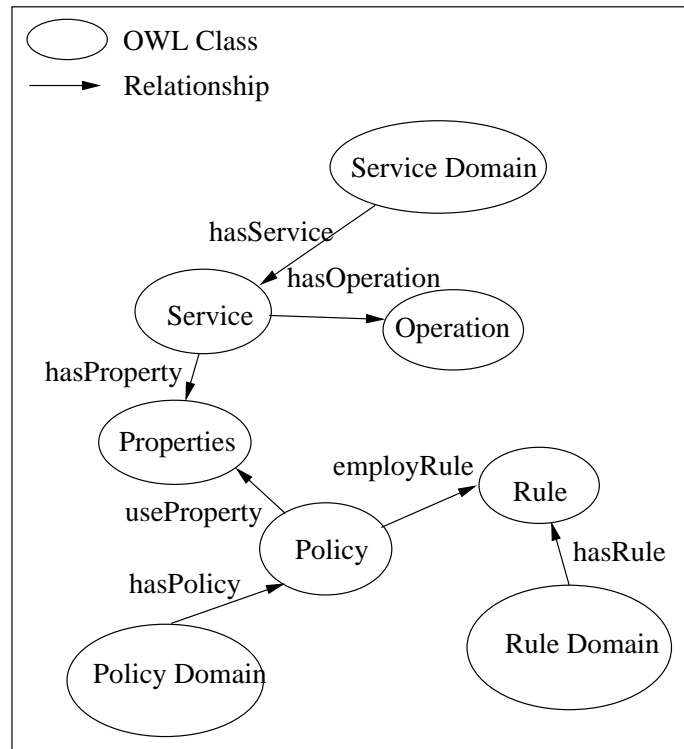 OWL Class
Relationship
Service Domain
hasService
hasOperation
Service
Operation
hasProperty
Properties
employRule
Rule
useProperty
Policy
hasRule
hasPolicy
Rule Domain
Policy Domain